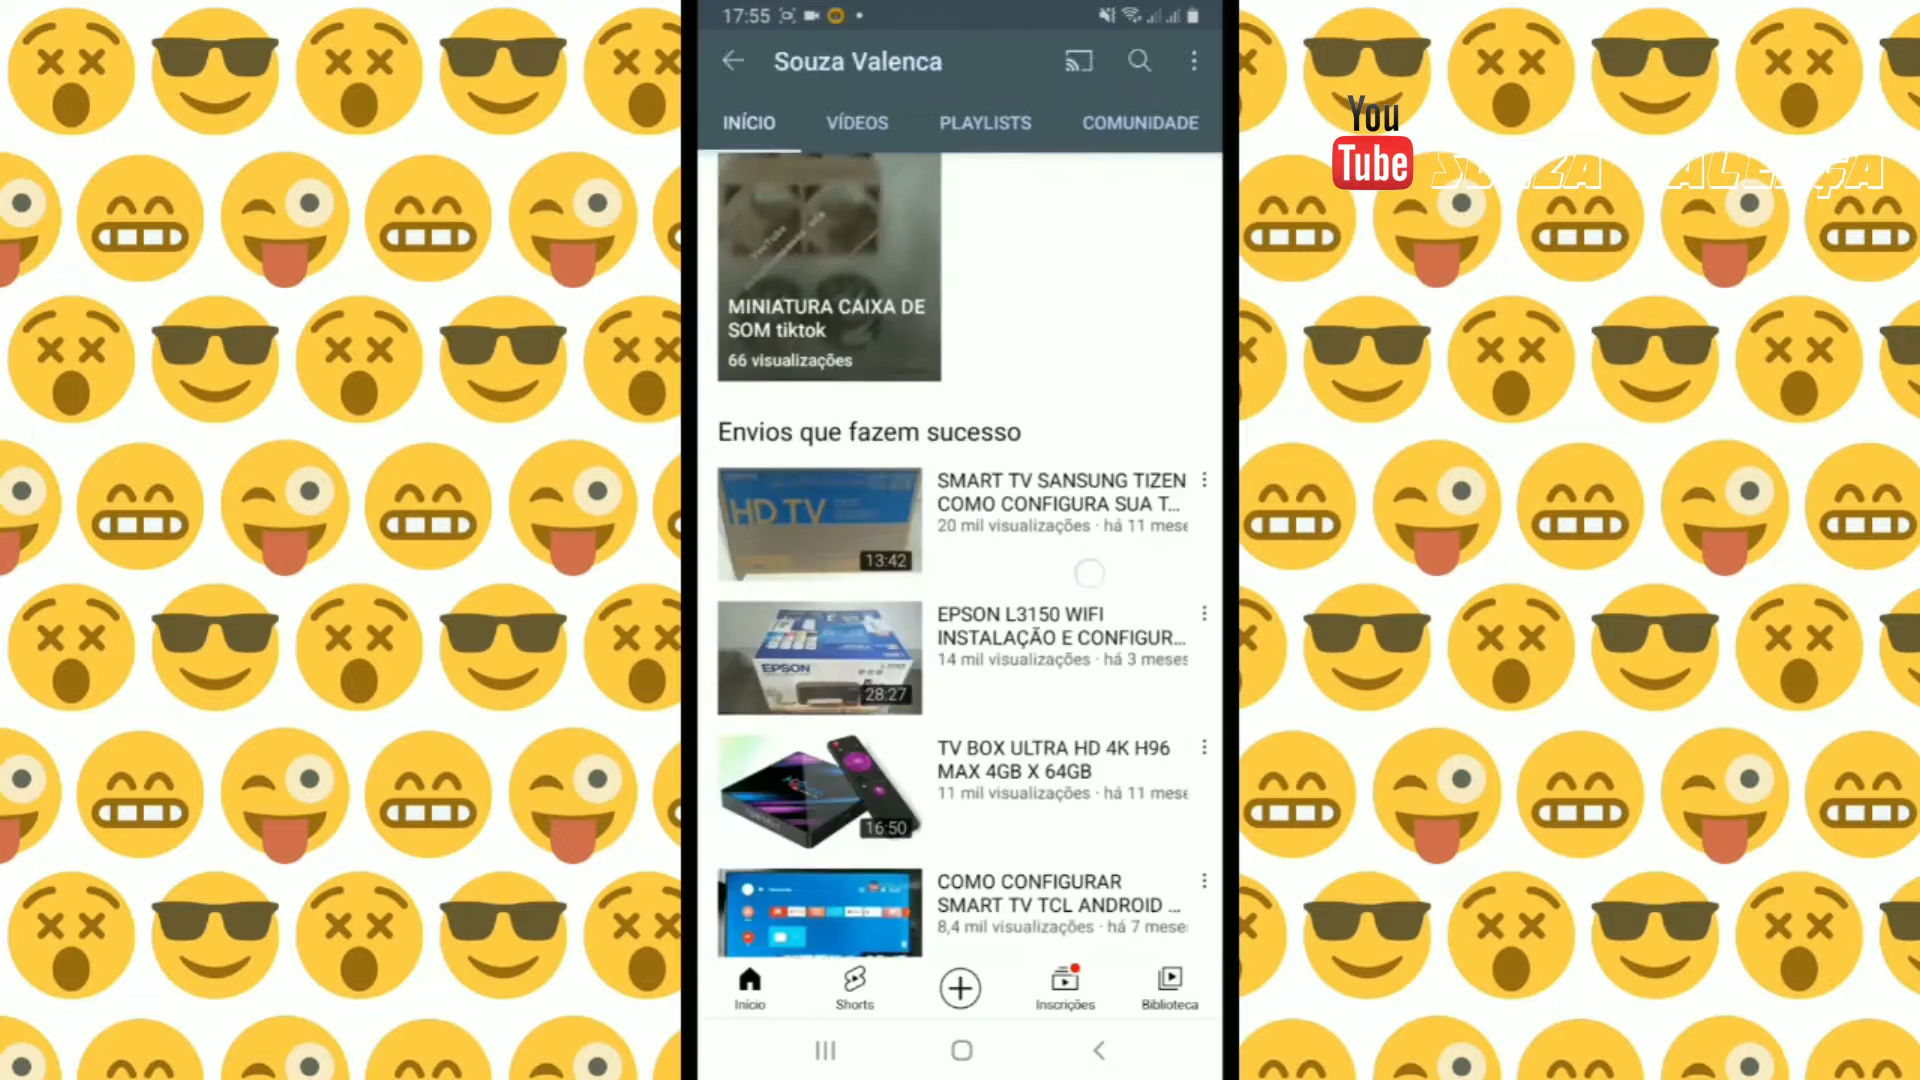 17:55
Souza Valenca
INÍCIO
VÍDEOS
PLAYLISTS
COMUNIDADE
You
Tube
SOUZA VALENÇA
YouTube
MINIATURA CAIXA DE
SOM tiktok
66 visualizações
Envios que fazem sucesso
HD TV
13:42
SMART TV SANSUNG TIZEN
COMO CONFIGURA SUA T...
20 mil visualizações · há 11 mese
EPSON
28:27
EPSON L3150 WIFI
INSTALAÇÃO E CONFIGUR...
14 mil visualizações · há 3 meses
16:50
TV BOX ULTRA HD 4K H96
MAX 4GB X 64GB
11 mil visualizações · há 11 mese
COMO CONFIGURAR
SMART TV TCL ANDROID ...
8,4 mil visualizações · há 7 mese
Início
Shorts
Inscrições
Biblioteca